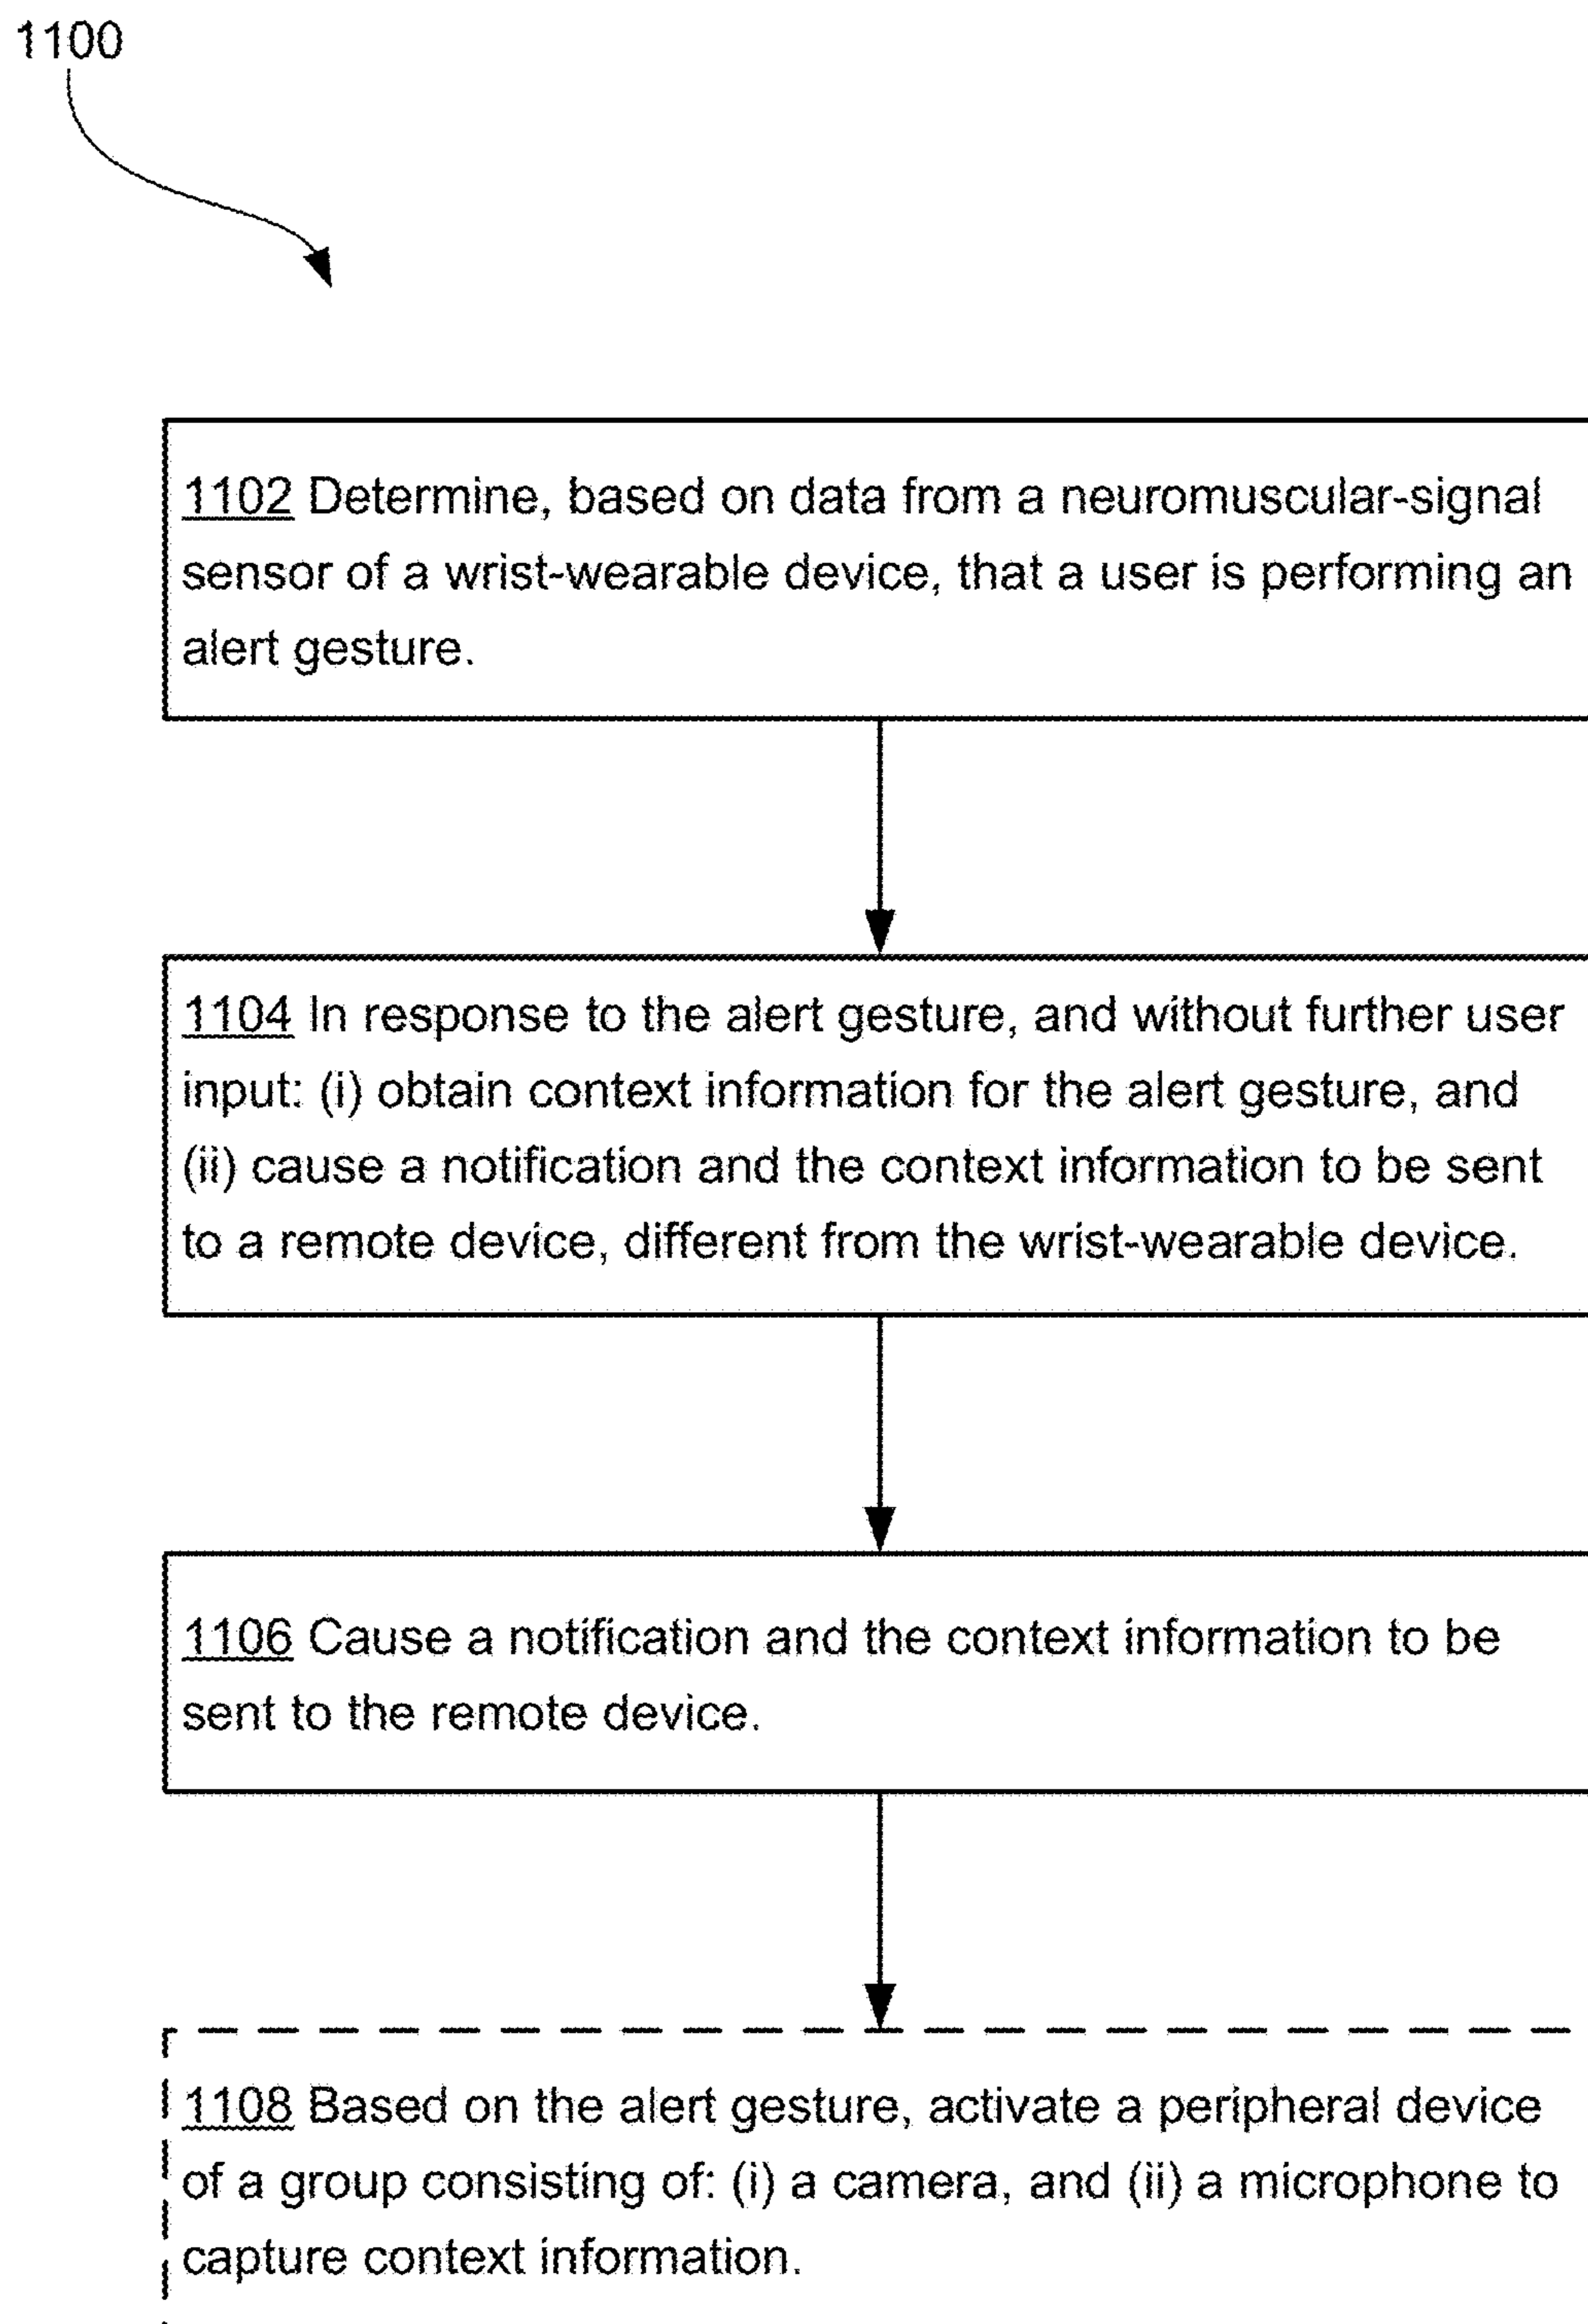 1100
1102 Determine, based on data from a neuromuscular-signal
sensor of a wrist-wearable device, that a user is performing an
alert gesture.
1104 In response to the alert gesture, and without further user
input: (i) obtain context information for the alert gesture, and
(ii) cause a notification and the context information to be sent
to a remote device, different from the wrist-wearable device.
1106 Cause a notification and the context information to be
sent to the remote device.
1108 Based on the alert gesture, activate a peripheral device
of a group consisting of: (i) a camera, and (ii) a microphone to
capture context information.